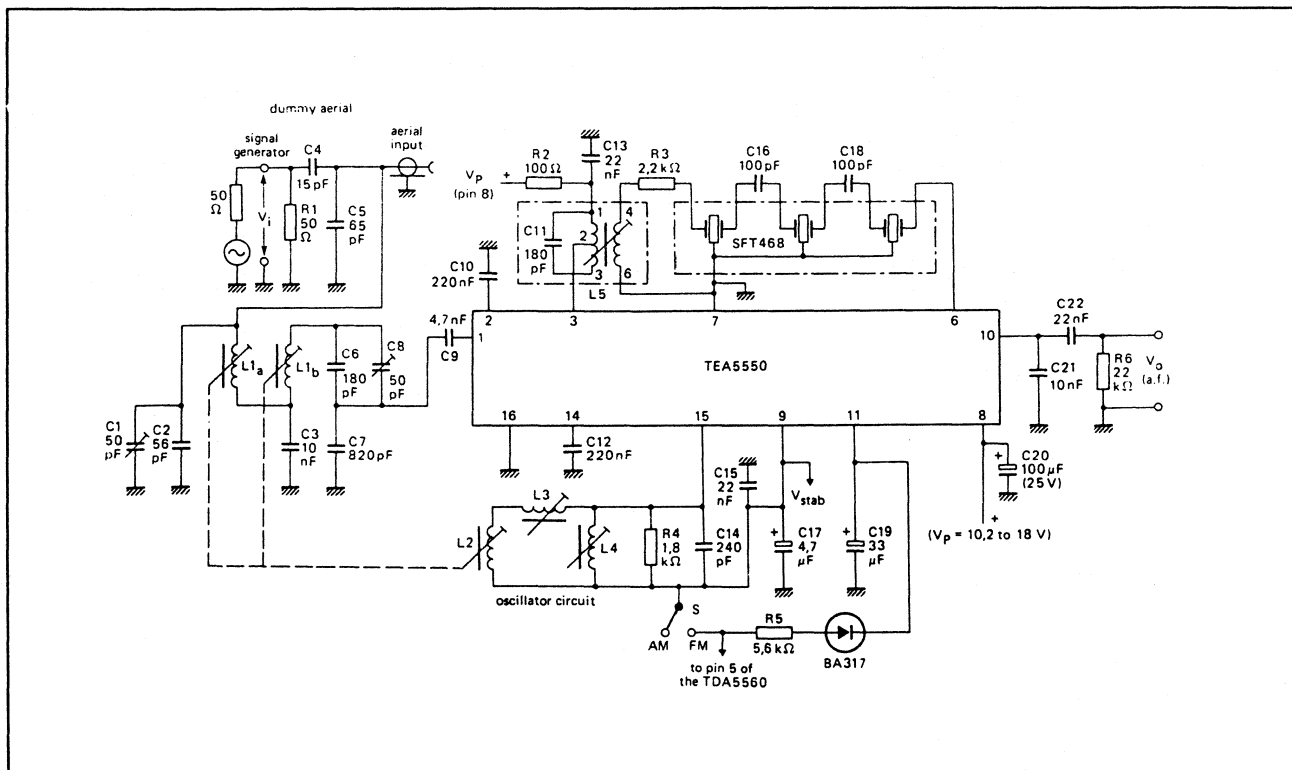 dummy aerial
signal
generator
C4
15 pF
aerial
input
50
Ω
Vi
R1
50
Ω
C5
65
pF
VP
(pin 8)
+
R2
100 Ω
C13
22
nF
R3
2,2 kΩ
C16
100 pF
C18
100 pF
1
4
C11
180
pF
2
3
6
L5
SFT468
C10
220 nF
4,7 nF
C9
1
2
3
7
6
10
TEA5550
16
14
15
9
11
8
C22
22 nF
C21
10 nF
R6
22
kΩ
Vo
(a.f.)
L1a
L1b
C6
180
pF
C8
50
pF
C1
50
pF
C2
56
pF
C3
10
nF
C7
820 pF
C12
220 nF
C15
22
nF
Vstab
+
C20
100 µF
(25 V)
L3
L2
L4
R4
1,8
kΩ
C14
240
pF
+
C17
4,7
µF
+
C19
33
µF
+
(VP = 10,2 to 18 V)
oscillator circuit
S
AM
FM
R5
5,6 kΩ
BA317
to pin 5 of
the TDA5560